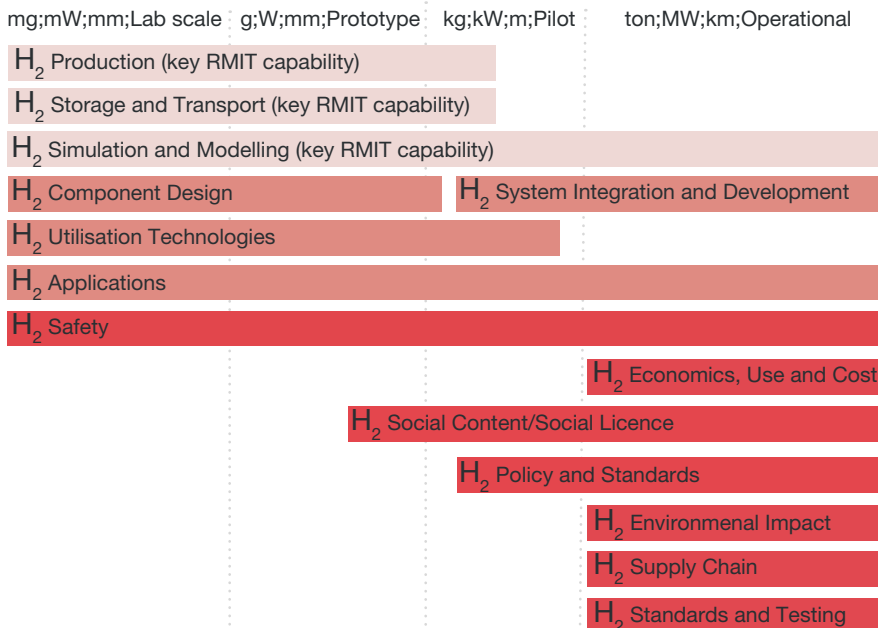 mg;mW;mm;Lab scale g;W;mm;Prototype kg;kW;m;Pilot ton;MW;km;Operational
H₂ Production (key RMIT capability)
H₂ Storage and Transport (key RMIT capability)
H₂ Simulation and Modelling (key RMIT capability)
H₂ Component Design H₂ System Integration and Development
H₂ Utilisation Technologies
H₂ Applications
H₂ Safety
H₂ Economics, Use and Cost
H₂ Social Content/Social Licence
H₂ Policy and Standards
H₂ Environmenal Impact
H₂ Supply Chain
H₂ Standards and Testing